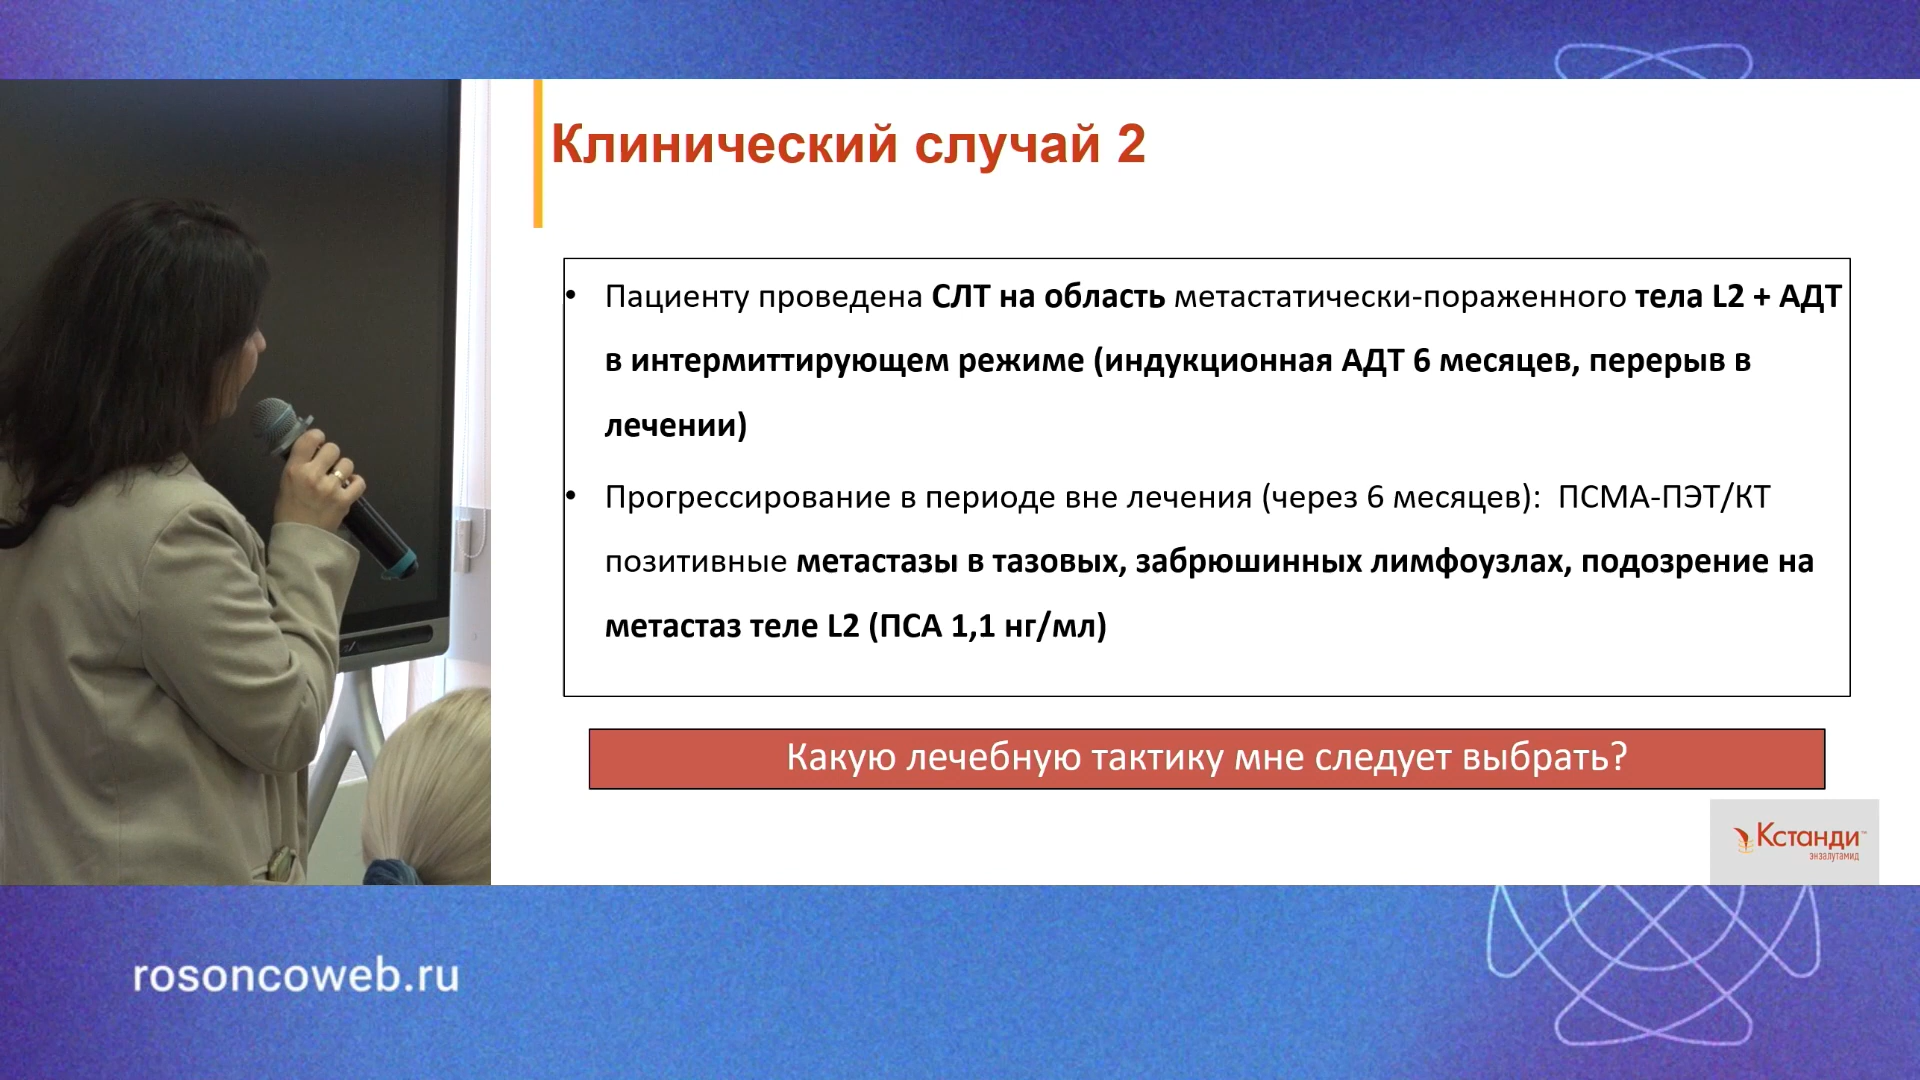 Клинический случай 2
• Пациенту проведена СЛТ на область метастатически-пораженного тела L2 + АДТ
в интермиттирующем режиме (индукционная АДТ 6 месяцев, перерыв в
лечении)
• Прогрессирование в периоде вне лечения (через 6 месяцев): ПСМА-ПЭТ/КТ
позитивные метастазы в тазовых, забрюшинных лимфоузлах, подозрение на
метастаз теле L2 (ПСА 1,1 нг/мл)
Какую лечебную тактику мне следует выбрать?
Кстанди™
энзалутамид
rosoncoweb.ru